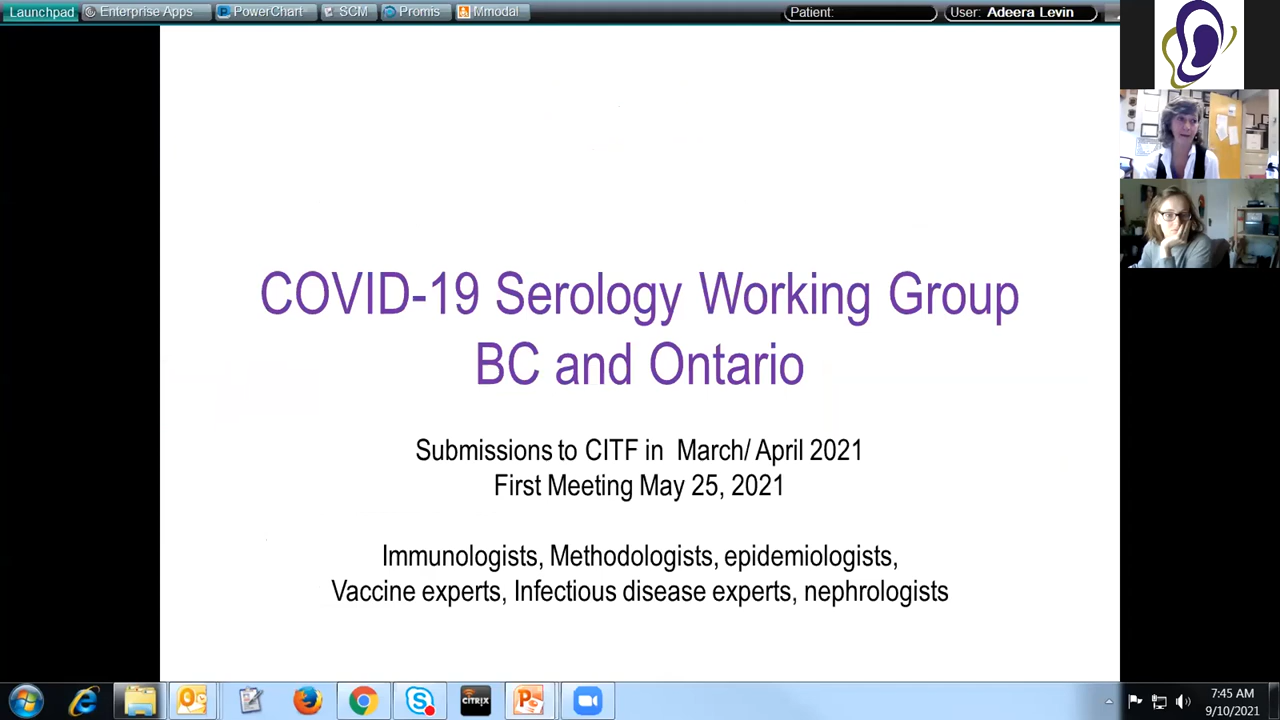 Launchpad Enterprise Apps PowerChart SCM Promis Mmodal Patient: User: Adeera Levin
COVID-19 Serology Working Group
BC and Ontario
Submissions to CITF in March/ April 2021
First Meeting May 25, 2021
Immunologists, Methodologists, epidemiologists,
Vaccine experts, Infectious disease experts, nephrologists
CITRIX
7:45 AM
9/10/2021